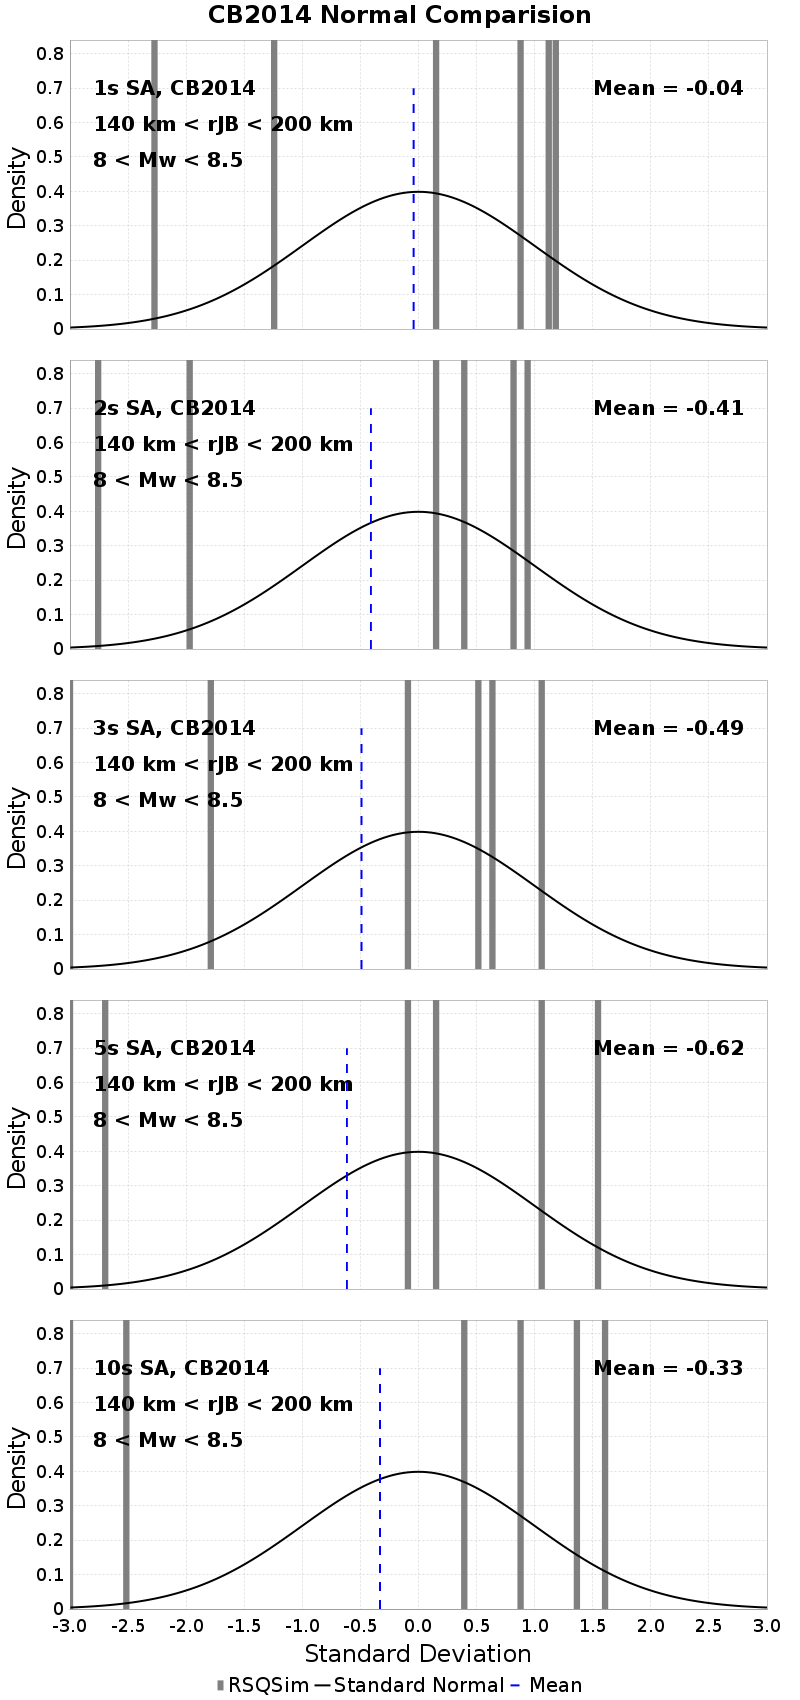 CB2014 Normal Comparision
0.8
0.7
0.6
0.5
0.4
0.3
0.2
0.1
0
Density
1s SA, CB2014
140 km < rJB < 200 km
8 < Mw < 8.5
Mean = -0.04
0.8
0.7
0.6
0.5
0.4
0.3
0.2
0.1
0
Density
2s SA, CB2014
140 km < rJB < 200 km
8 < Mw < 8.5
Mean = -0.41
0.8
0.7
0.6
0.5
0.4
0.3
0.2
0.1
0
Density
3s SA, CB2014
140 km < rJB < 200 km
8 < Mw < 8.5
Mean = -0.49
0.8
0.7
0.6
0.5
0.4
0.3
0.2
0.1
0
Density
5s SA, CB2014
140 km < rJB < 200 km
8 < Mw < 8.5
Mean = -0.62
0.8
0.7
0.6
0.5
0.4
0.3
0.2
0.1
0
Density
10s SA, CB2014
140 km < rJB < 200 km
8 < Mw < 8.5
Mean = -0.33
-3.0 -2.5 -2.0 -1.5 -1.0 -0.5 0.0 0.5 1.0 1.5 2.0 2.5 3.0
Standard Deviation
RSQSim Standard Normal Mean